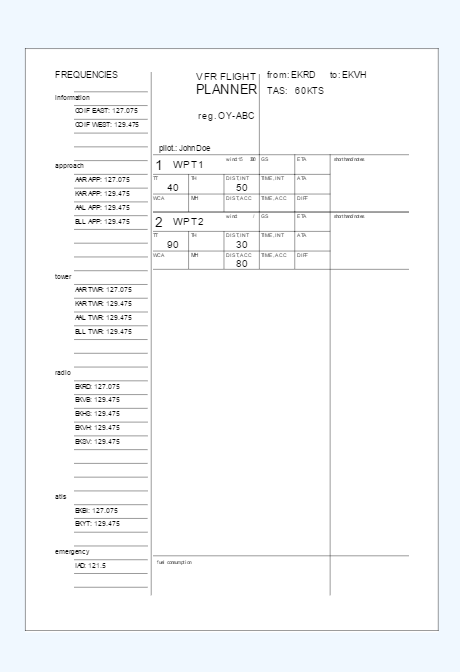 FREQUENCIES
information
CO IF EAST: 127.075
CO IF WEST: 129.475
approach
AAR APP: 127.075
KAR APP: 129.475
AAL APP: 129.475
BLL APP: 129.475
tower
AAR TWR: 127.075
KAR TWR: 129.475
AAL TWR: 129.475
BLL TWR: 129.475
radio
EKRD: 127.075
EKVB: 129.475
EKHS: 129.475
EKVH: 129.475
EKSV: 129.475
atis
EKBI: 127.075
EKYT: 129.475
emergency
IAD: 121.5
VFR FLIGHT
PLANNER
from: EKRD to: EKVH
TAS: 60KTS
reg. OY-ABC
pilot.: John Doe
1 WPT1
wind 15
GS
ETA
shorthand notes
TT
40
TH
DIST,INT
50
TIME,INT
ATA
WCA
MH
DIST,ACC
TIME,ACC
DIFF
2 WPT2
wind /
GS
ETA
shorthand notes
TT
90
TH
DIST,INT
30
TIME,INT
ATA
WCA
MH
DIST,ACC
80
TIME,ACC
DIFF
fuel consumption